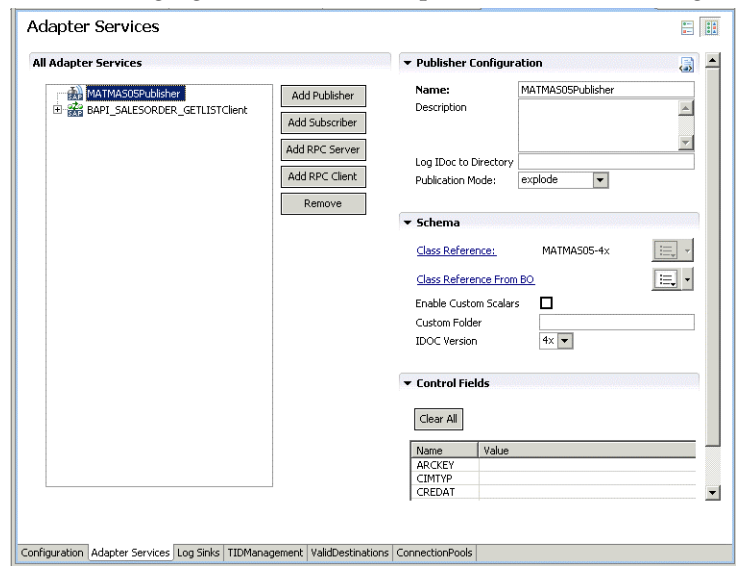 Adapter Services
All Adapter Services
MATMAS05Publisher
BAPI_SALESORDER_GETLISTClient
Add Publisher
Add Subscriber
Add RPC Server
Add RPC Client
Remove
Publisher Configuration
Name: MATMAS05Publisher
Description
Log IDoc to Directory
Publication Mode: explode
Schema
Class Reference: MATMAS05-4x
Class Reference From BO
Enable Custom Scalars
Custom Folder
IDOC Version 4x
Control Fields
Clear All
Name Value
ARCKEY
CIMTYP
CREDAT
Configuration Adapter Services Log Sinks TIDManagement ValidDestinations ConnectionPools